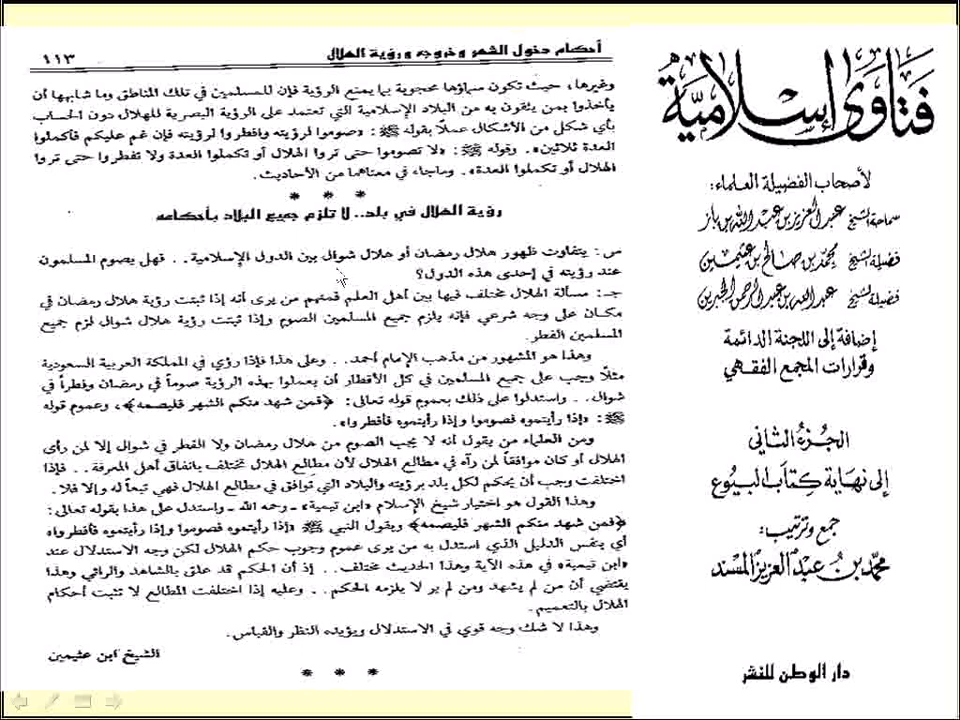 أحكام دخول الشهر وخروجه ورؤية الهلال
١١٣
وغيرها، حيث تكون سماؤها محجوبة بما يمنع الرؤية فإن للمسلمين في تلك المناطق وما شابهها أن
يأخذوا بمن يثقون به من البلاد الإسلامية التي تعتمد على الرؤية البصرية للهلال دون الحساب
بأي شكل من الأشكال عملًا بقوله ﷺ: «صوموا لرؤيته وافطروا لرؤيته فإن غم عليكم فأكملوا
العدة ثلاثين». وقوله ﷺ: «لا تصوموا حتى تروا الهلال أو تكملوا العدة ولا تفطروا حتى تروا
الهلال أو تكملوا العدة». وماجاء في معناهما من الأحاديث.
* * *
رؤية الهلال في بلد.. لا تلزم جميع البلاد بأحكامه
س: يتفاوت ظهور هلال رمضان أو هلال شوال بين الدول الإسلامية.. فهل يصوم المسلمون
عند رؤيته في إحدى هذه الدول؟
جـ: مسألة الهلال مختلف فيها بين أهل العلم فمنهم من يرى أنه إذا ثبتت رؤية هلال رمضان في
مكان على وجه شرعي فإنه يلزم جميع المسلمين الصوم وإذا ثبتت رؤية هلال شوال لزم جميع
المسلمين الفطر.
وهذا هو المشهور من مذهب الإمام أحمد.. وعلى هذا فإذا رؤي في المملكة العربية السعودية
مثلًا وجب على جميع المسلمين في كل الأقطار أن يعملوا بهذه الرؤية صوماً في رمضان وفطراً في
شوال.. واستدلوا على ذلك بعموم قوله تعالى: ﴿فمن شهد منكم الشهر فليصمه﴾، وعموم قوله
ﷺ: «إذا رأيتموه فصوموا وإذا رأيتموه فأفطروا».
ومن العلماء من يقول أنه لا يجب الصوم من هلال رمضان ولا الفطر في شوال إلا لمن رأى
الهلال أو كان موافقاً لمن رآه في مطالع الهلال لأن مطالع الهلال تختلف باتفاق أهل المعرفة.. فإذا
اختلفت وجب أن يحكم لكل بلد برؤيته والبلاد التي توافق في مطالع الهلال فهي تبعاً له وإلا فلا.
وهذا القول هو اختيار شيخ الإسلام «ابن تيمية» - رحمه الله - واستدل على هذا بقوله تعالى:
﴿فمن شهد منكم الشهر فليصمه﴾ وبقول النبي ﷺ «إذا رأيتموه فصوموا وإذا رأيتموه فأفطروا»
أي بنفس الدليل الذي استدل به من يرى عموم وجوب حكم الهلال لكن وجه الاستدلال عند
«ابن تيمية» في هذه الآية وهذا الحديث مختلف.. إذ أن الحكم قد علق بالشاهد والرائي وهذا
يقتضي أن من لم يشهد ومن لم ير لا يلزمه الحكم.. وعليه إذا اختلفت المطالع لا تثبت أحكام
الهلال بالتعميم.
وهذا لا شك وجه قوي في الاستدلال ويؤيده النظر والقياس.
الشيخ ابن عثيمين
* * *
فتاوى إسلامية
لأصحاب الفضيلة العلماء:
سماحة الشيخ عبد العزيز بن عبد الله بن باز
فضيلة الشيخ محمد بن صالح بن عثيمين
فضيلة الشيخ عبد الله بن عبد الرحمن الجبرين
إضافة إلى اللجنة الدائمة
وقرارات المجمع الفقهي
الجزء الثاني
إلى نهاية كتاب البيوع
جمع وترتيب:
محمد بن عبد العزيز المسند
دار الوطن للنشر